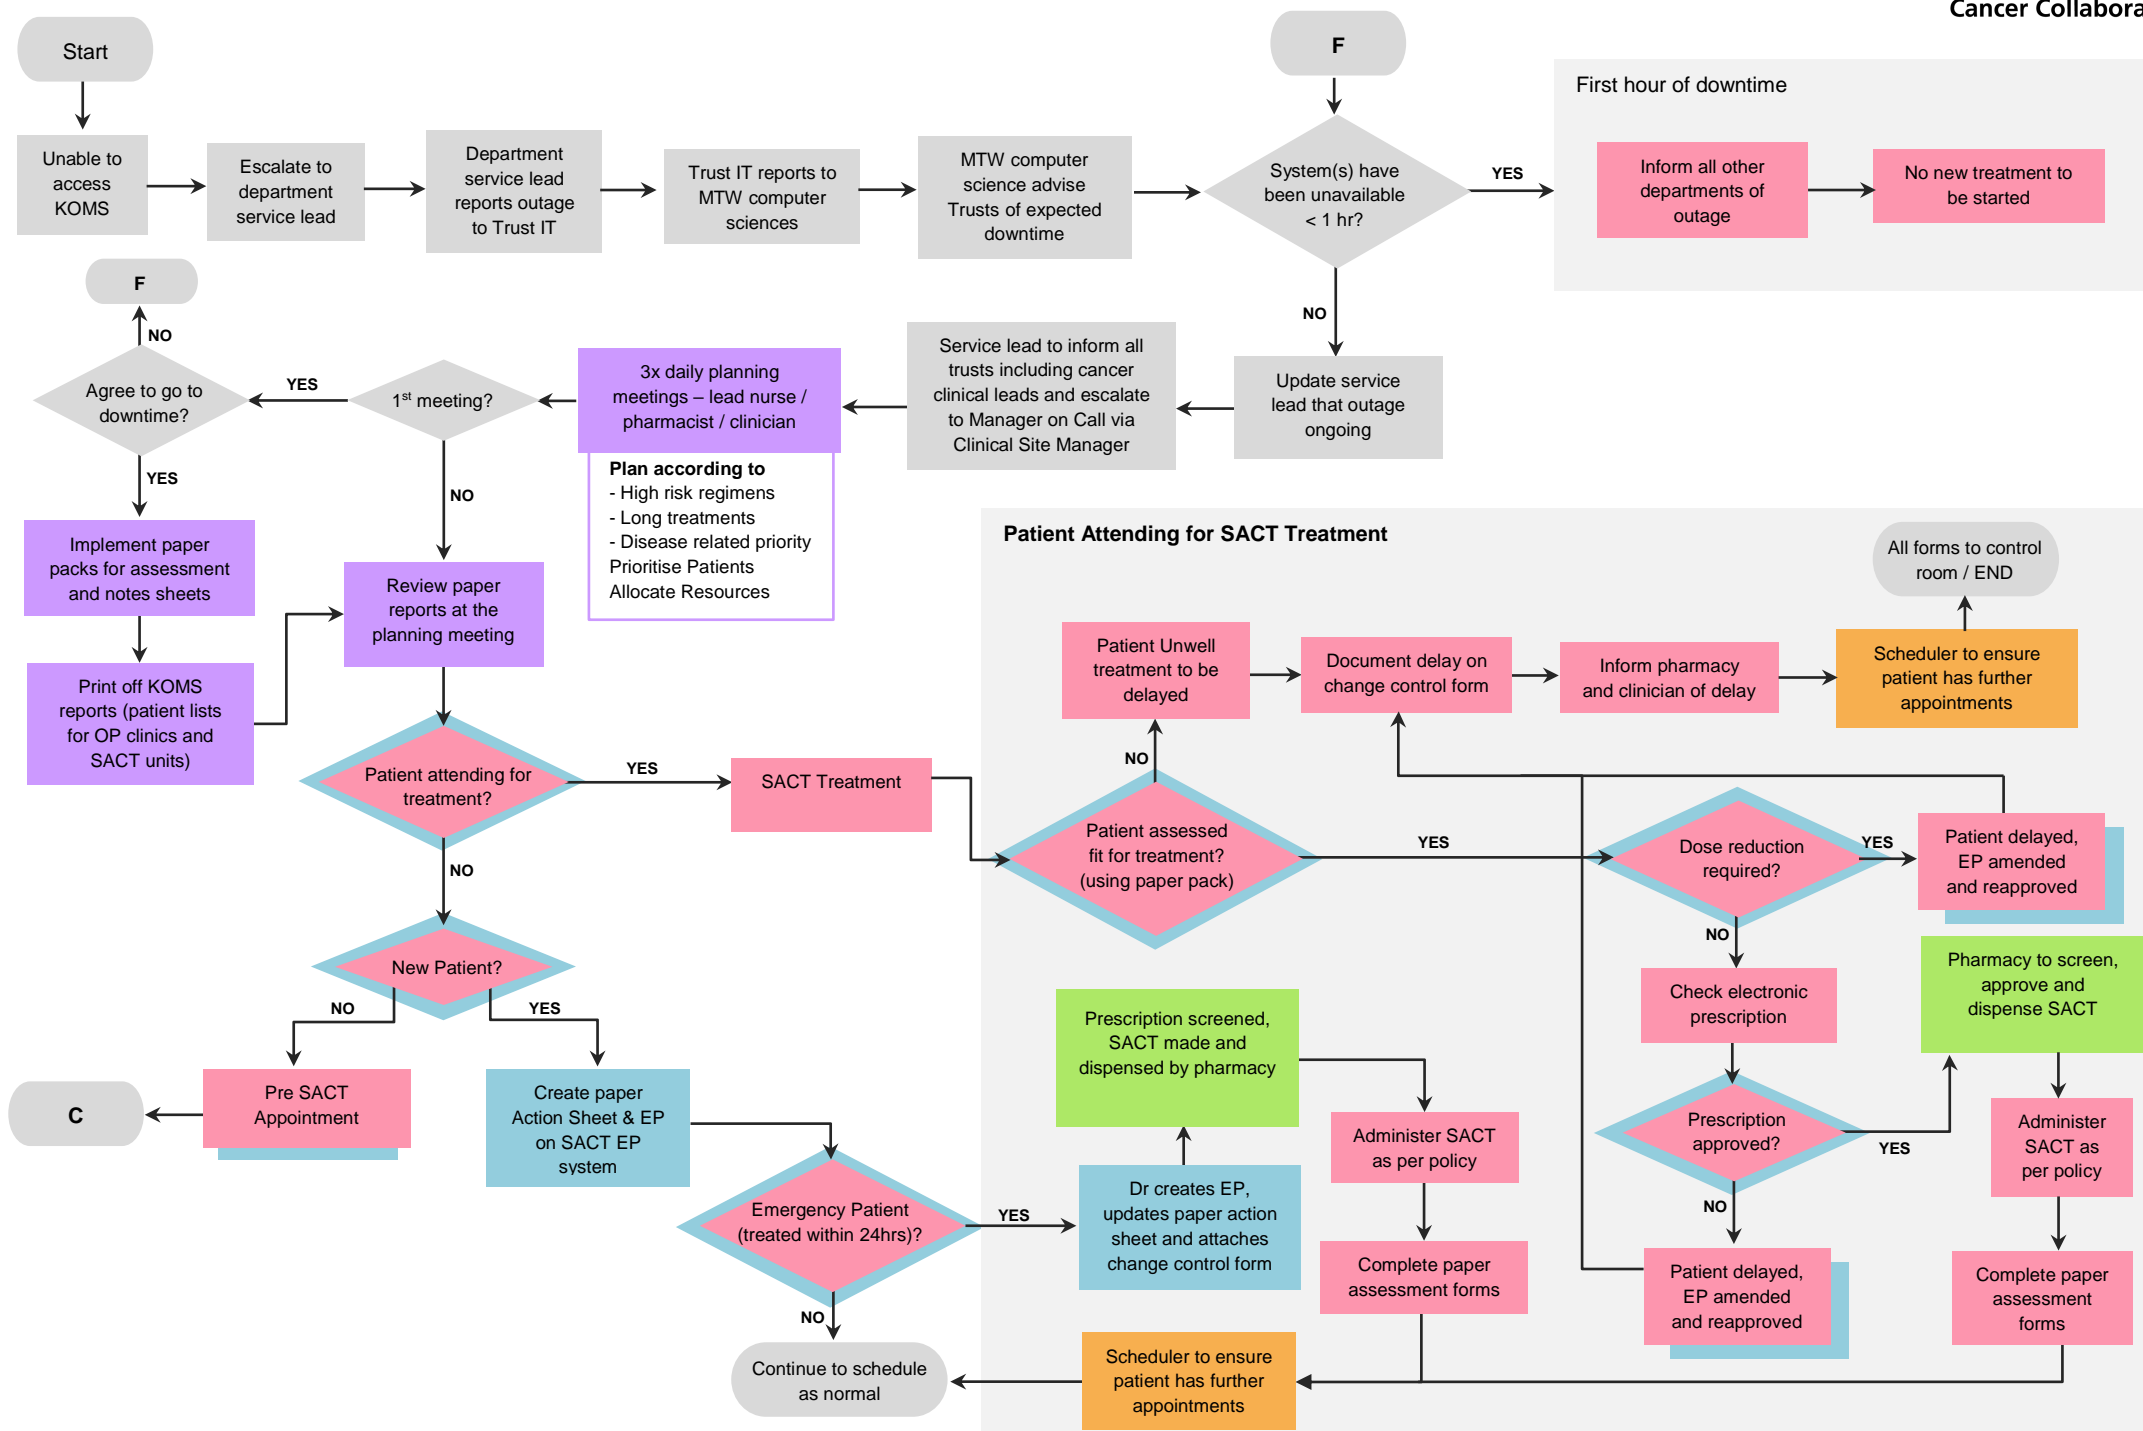 Cancer Collabora
Start
F
First hour of downtime
Unable to
access
KOMS
Escalate to
department
service lead
Department
service lead
reports outage
to Trust IT
Trust IT reports to
MTW computer
sciences
MTW computer
science advise
Trusts of expected
downtime
System(s) have
been unavailable
< 1 hr?
YES
Inform all other
departments of
outage
No new treatment to
be started
NO
F
NO
Agree to go to
downtime?
YES
1st meeting?
3x daily planning
meetings – lead nurse /
pharmacist / clinician
Service lead to inform all
trusts including cancer
clinical leads and escalate
to Manager on Call via
Clinical Site Manager
Update service
lead that outage
ongoing
Plan according to
- High risk regimens
- Long treatments
- Disease related priority
Prioritise Patients
Allocate Resources
YES
NO
Implement paper
packs for assessment
and notes sheets
Review paper
reports at the
planning meeting
Print off KOMS
reports (patient lists
for OP clinics and
SACT units)
Patient attending for
treatment?
YES
SACT Treatment
NO
New Patient?
NO
YES
Pre SACT
Appointment
C
Create paper
Action Sheet & EP
on SACT EP
system
Emergency Patient
(treated within 24hrs)?
YES
NO
Continue to schedule
as normal
Patient Attending for SACT Treatment
All forms to control
room / END
Patient Unwell
treatment to be
delayed
Document delay on
change control form
Inform pharmacy
and clinician of delay
Scheduler to ensure
patient has further
appointments
NO
Patient assessed
fit for treatment?
(using paper pack)
YES
Dose reduction
required?
YES
Patient delayed,
EP amended
and reapproved
NO
Check electronic
prescription
Pharmacy to screen,
approve and
dispense SACT
Prescription
approved?
YES
Administer
SACT as
per policy
NO
Patient delayed,
EP amended
and reapproved
Complete paper
assessment
forms
Prescription screened,
SACT made and
dispensed by pharmacy
Administer SACT
as per policy
Dr creates EP,
updates paper action
sheet and attaches
change control form
Complete paper
assessment forms
Scheduler to ensure
patient has further
appointments